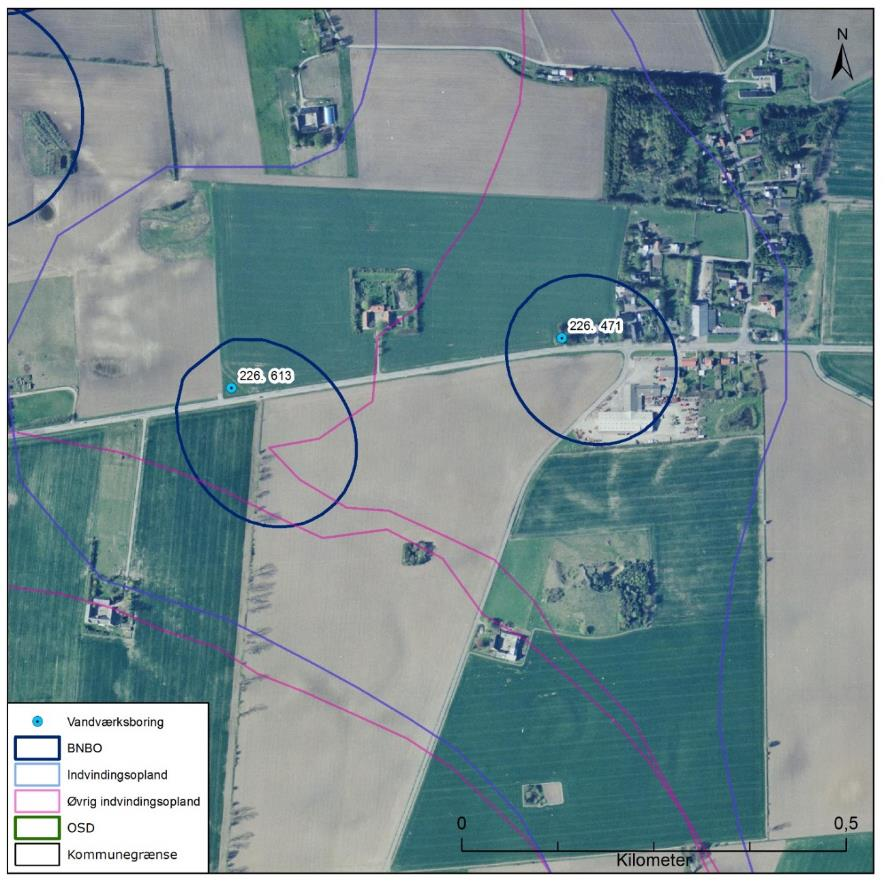 N
226. 471
226. 613
Vandværksboring
BNBO
Indvindingsopland
Øvrig indvindingsopland
OSD
Kommunegrænse
0 0,5
Kilometer